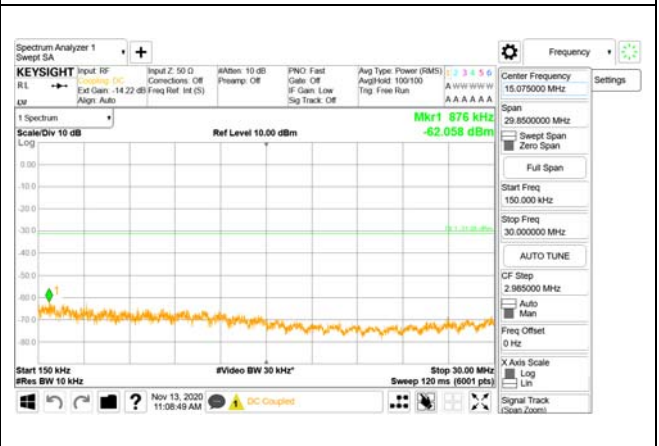 Spectrum Analyzer 1
Swept SA
+
Frequency
KEYSIGHT
RL
Input: RF
Coupling: DC
Ext Gain: -14.22 dB
Align: Auto
Input Z: 50 Ω
Corrections: Off
Freq Ref: Int (S)
#Atten: 10 dB
Preamp: Off
PNO: Fast
Gate: Off
IF Gain: Low
Sig Track: Off
Avg Type: Power (RMS)
Avg|Hold: 100/100
Trig: Free Run
1 2 3 4 5 6
A W W W W W
A A A A A A
1 Spectrum
Scale/Div 10 dB
Ref Level 10.00 dBm
Mkr1 876 kHz
-62.058 dBm
Log
0.00
-10.0
-20.0
-30.0
-40.0
-50.0
-60.0
-70.0
-80.0
1
Start 150 kHz
#Res BW 10 kHz
#Video BW 30 kHz*
Stop 30.00 MHz
Sweep 120 ms (6001 pts)
Nov 13, 2020
11:08:49 AM
?
1
DC Coupled
Center Frequency
15.075000 MHz
Settings
Span
29.8500000 MHz
Swept Span
Zero Span
Full Span
Start Freq
150.000 kHz
Stop Freq
30.000000 MHz
AUTO TUNE
CF Step
2.985000 MHz
Auto
Man
Freq Offset
0 Hz
X Axis Scale
Log
Lin
Signal Track
(Span Zoom)